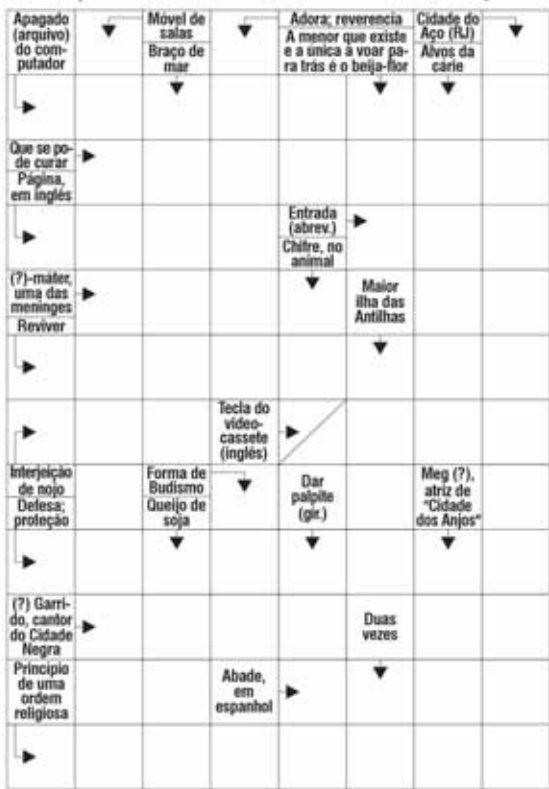 Apagado
(arquivo)
do com-
putador
Móvel de
salas
Braço de
mar
Adora; reverencia
A menor que existe
e a única a voar pa-
ra trás é o beija-flor
Cidade do
Aço (RJ)
Alvos da
cárie
Que se po-
de curar
Página,
em inglês
Entrada
(abrev.)
Chifre, no
animal
(?)-máter,
uma das
meninges
Reviver
Maior
ilha das
Antilhas
Tecla do
vídeo-
cassete
(inglês)
Interjeição
de nojo
Defesa;
proteção
Forma de
Budismo
Queijo de
soja
Dar
palpite
(gír.)
Meg (?),
atriz de
"Cidade
dos Anjos"
(?) Garri-
do, cantor
do Cidade
Negra
Duas
vezes
Princípio
de uma
ordem
religiosa
Abade,
em
espanhol